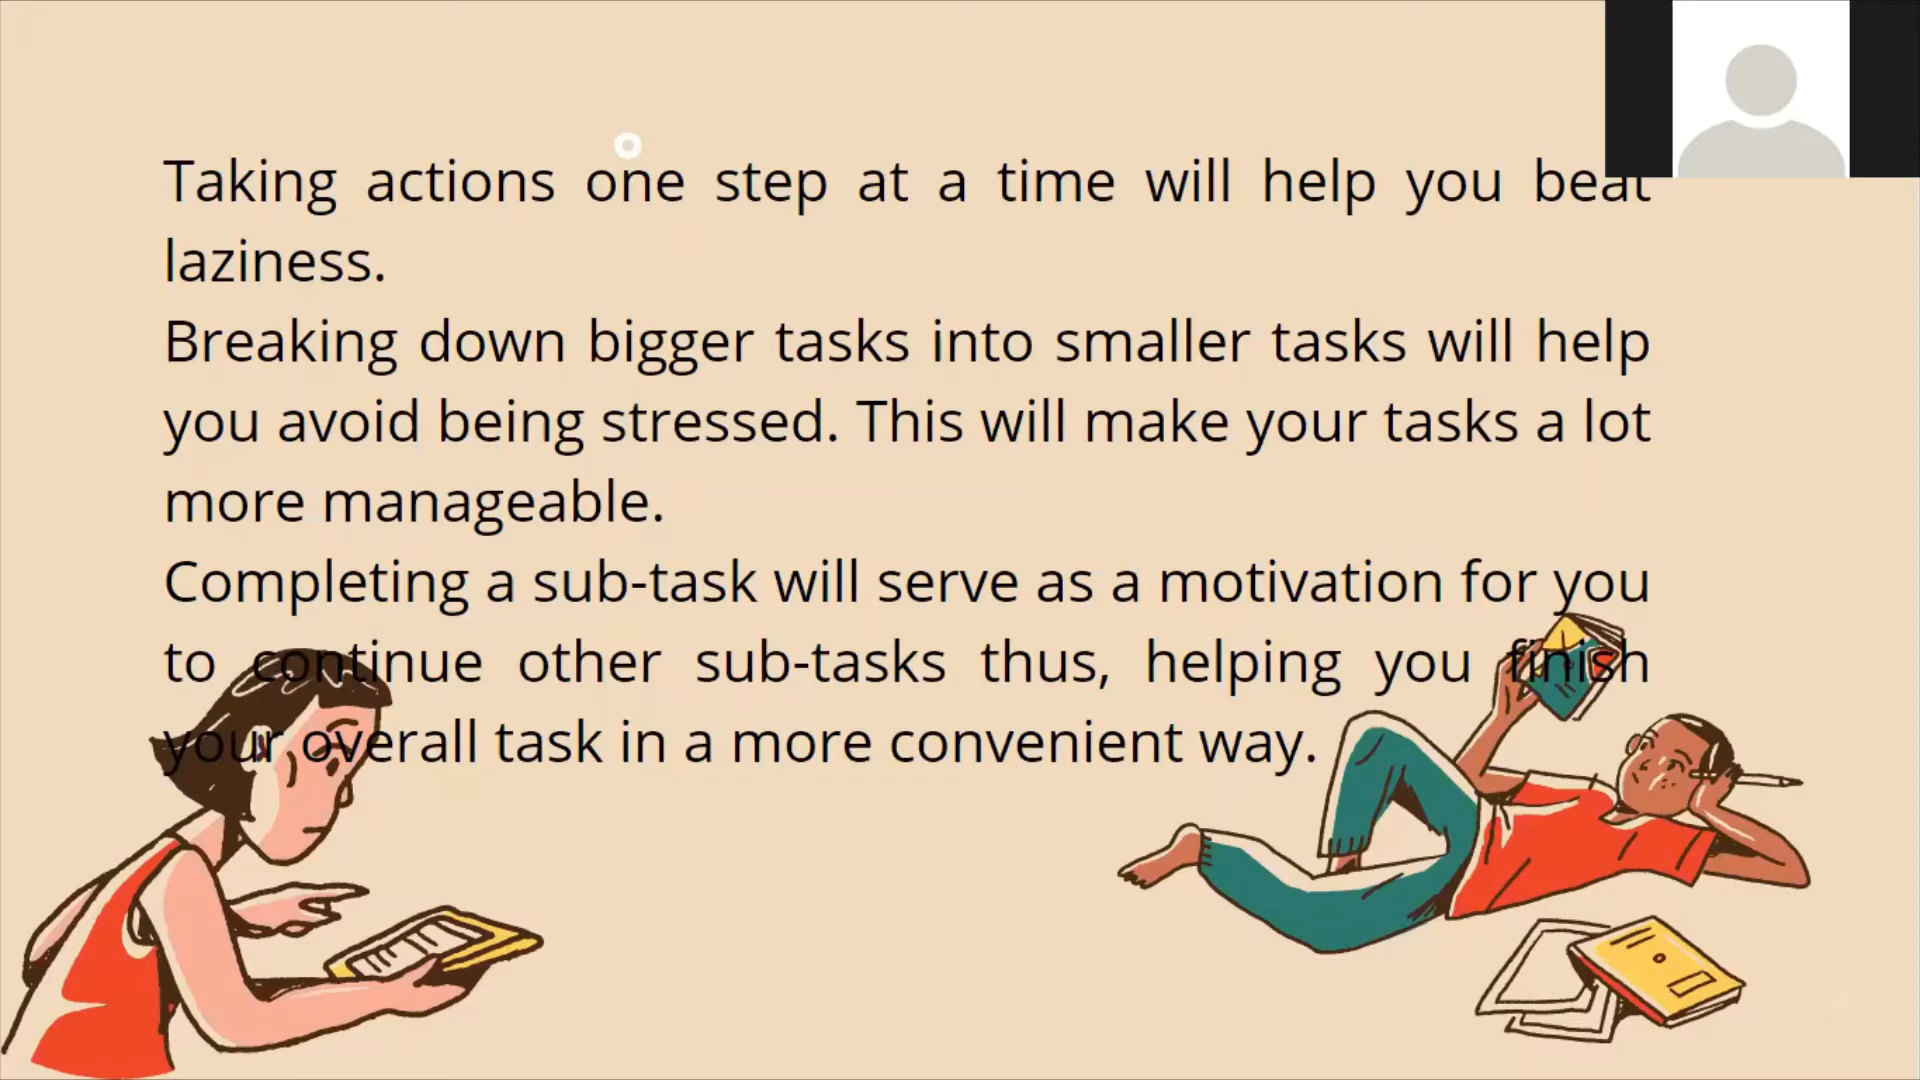 Taking actions one step at a time will help you beat
laziness.
Breaking down bigger tasks into smaller tasks will help
you avoid being stressed. This will make your tasks a lot
more manageable.
Completing a sub-task will serve as a motivation for you
to continue other sub-tasks thus, helping you finish
your overall task in a more convenient way.